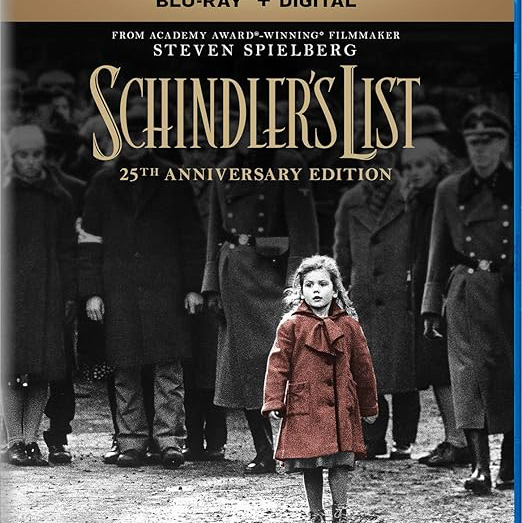 BLU-RAY + DIGITAL
FROM ACADEMY AWARD®-WINNING® FILMMAKER
STEVEN SPIELBERG
SCHINDLER'S LIST
25TH ANNIVERSARY EDITION